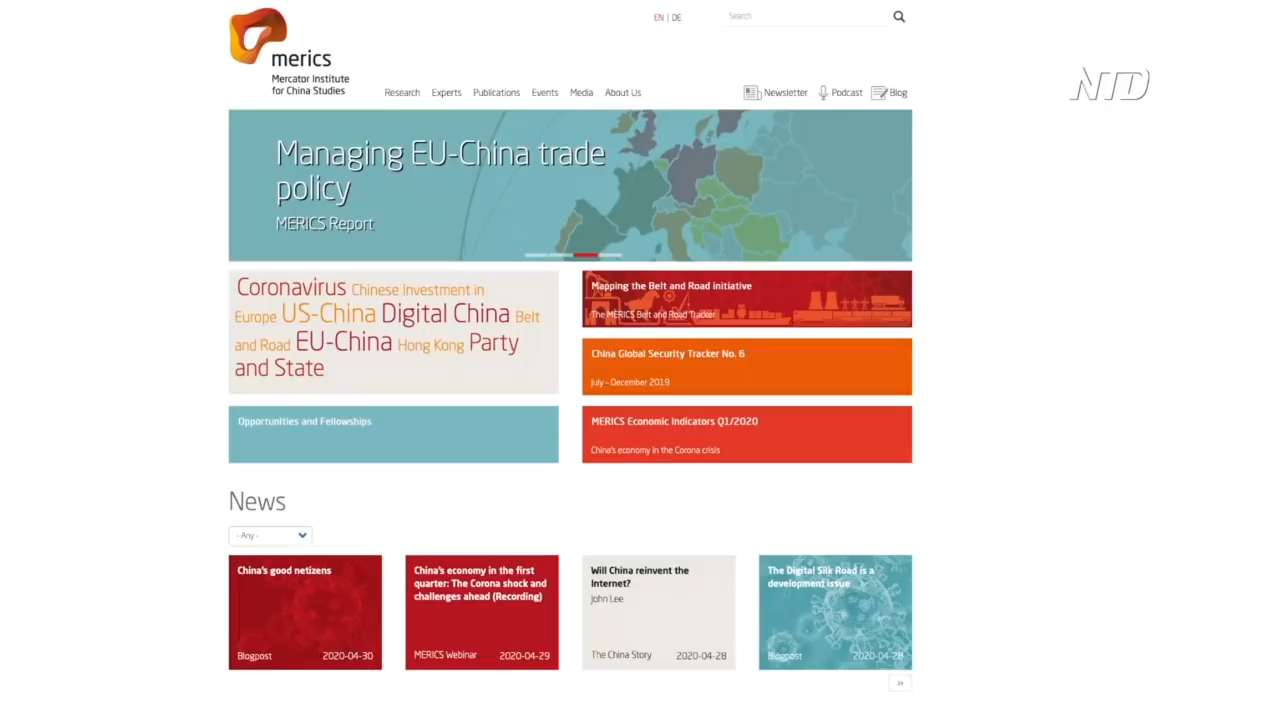 EN | DE
Search
merics
Mercator Institute
for China Studies
Research Experts Publications Events Media About Us
Newsletter Podcast Blog
NTD
Managing EU-China trade
policy
MERICS Report
Coronavirus Chinese Investment in
Europe US-China Digital China Belt
and Road EU-China Hong Kong Party
and State
Mapping the Belt and Road initiative
The MERICS Belt and Road Tracker
China Global Security Tracker No. 6
July – December 2019
Opportunities and Fellowships
MERICS Economic Indicators Q1/2020
China's economy in the Corona crisis
News
- Any -
China's good netizens
Blogpost 2020-04-30
China's economy in the first
quarter: The Corona shock and
challenges ahead (Recording)
MERICS Webinar 2020-04-29
Will China reinvent the
Internet?
John Lee
The China Story 2020-04-28
The Digital Silk Road is a
development issue
Blogpost 2020-04-28
»